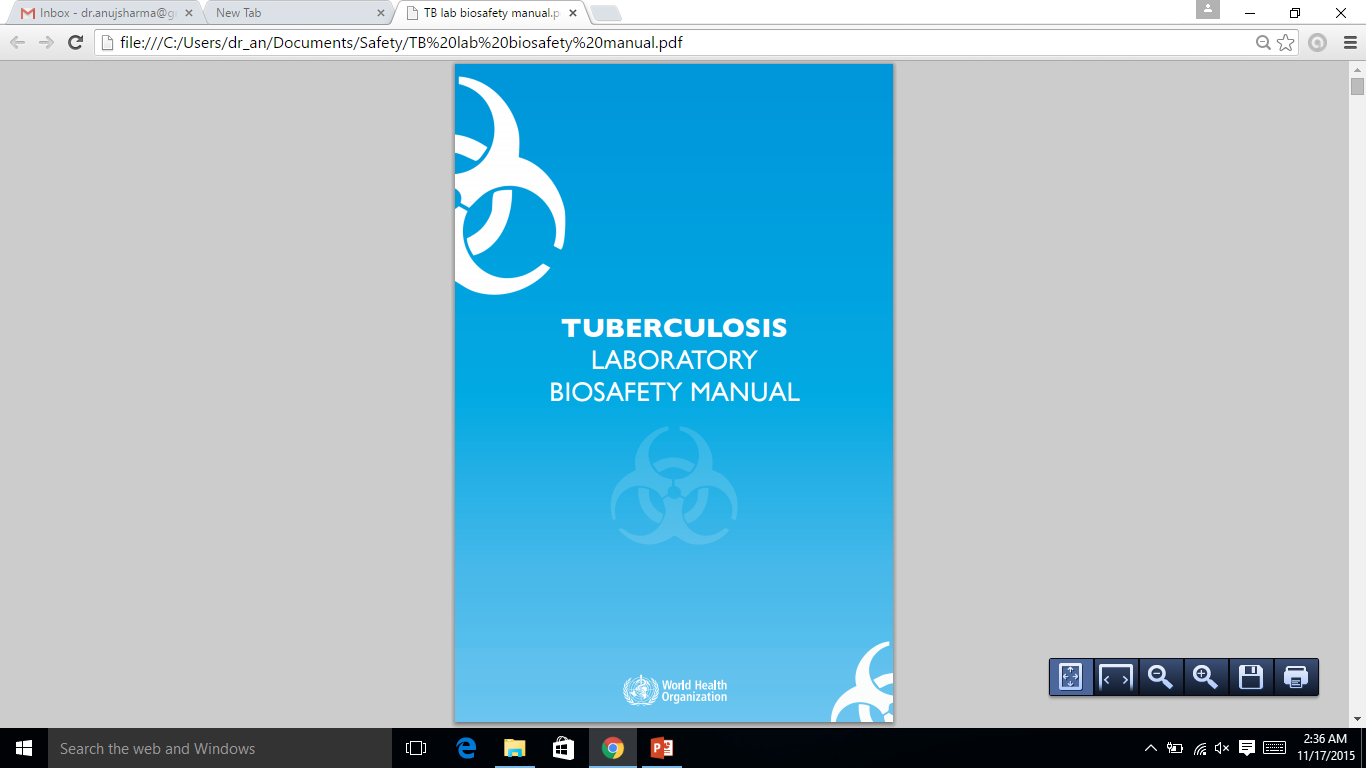 Inbox - dr.anujsharma@g
New Tab
TB lab biosafety manual.p
file:///C:/Users/dr_an/Documents/Safety/TB%20lab%20biosafety%20manual.pdf
TUBERCULOSIS
LABORATORY
BIOSAFETY MANUAL
World Health
Organization
Search the web and Windows
2:36 AM
11/17/2015